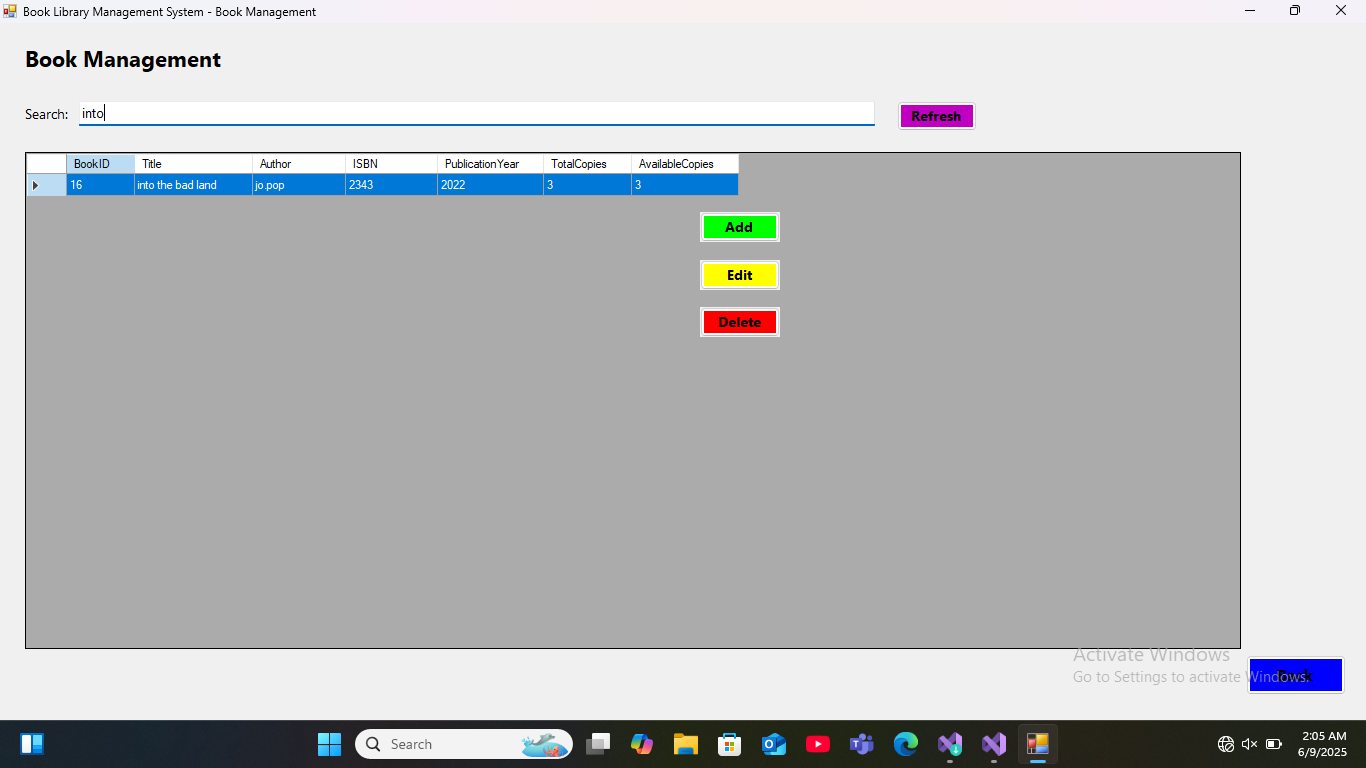 Book Library Management System - Book Management
Book Management
Search: into
Refresh
BookID Title Author ISBN PublicationYear TotalCopies AvailableCopies
16 into the bad land jo.pop 2343 2022 3 3
Add
Edit
Delete
Activate Windows
Go to Settings to activate Windows.
Back
Search
2:05 AM
6/9/2025